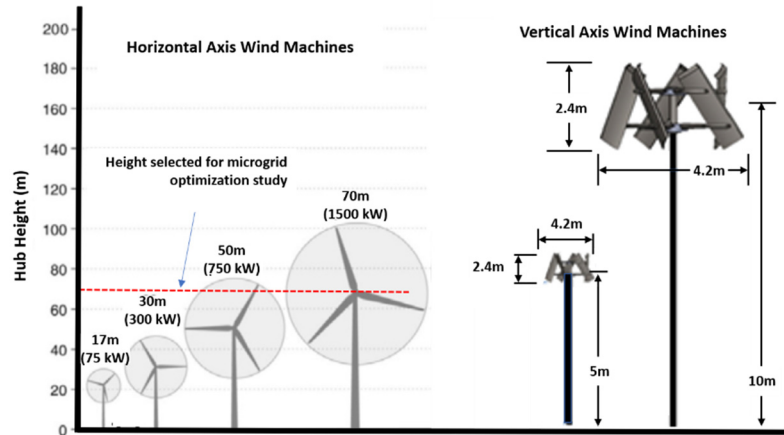 Horizontal Axis Wind Machines
Vertical Axis Wind Machines
Hub Height (m)
200
180
160
140
120
100
80
60
40
20
0
Height selected for microgrid
optimization study
17m
(75 kW)
30m
(300 kW)
50m
(750 kW)
70m
(1500 kW)
2.4m
4.2m
4.2m
2.4m
5m
10m